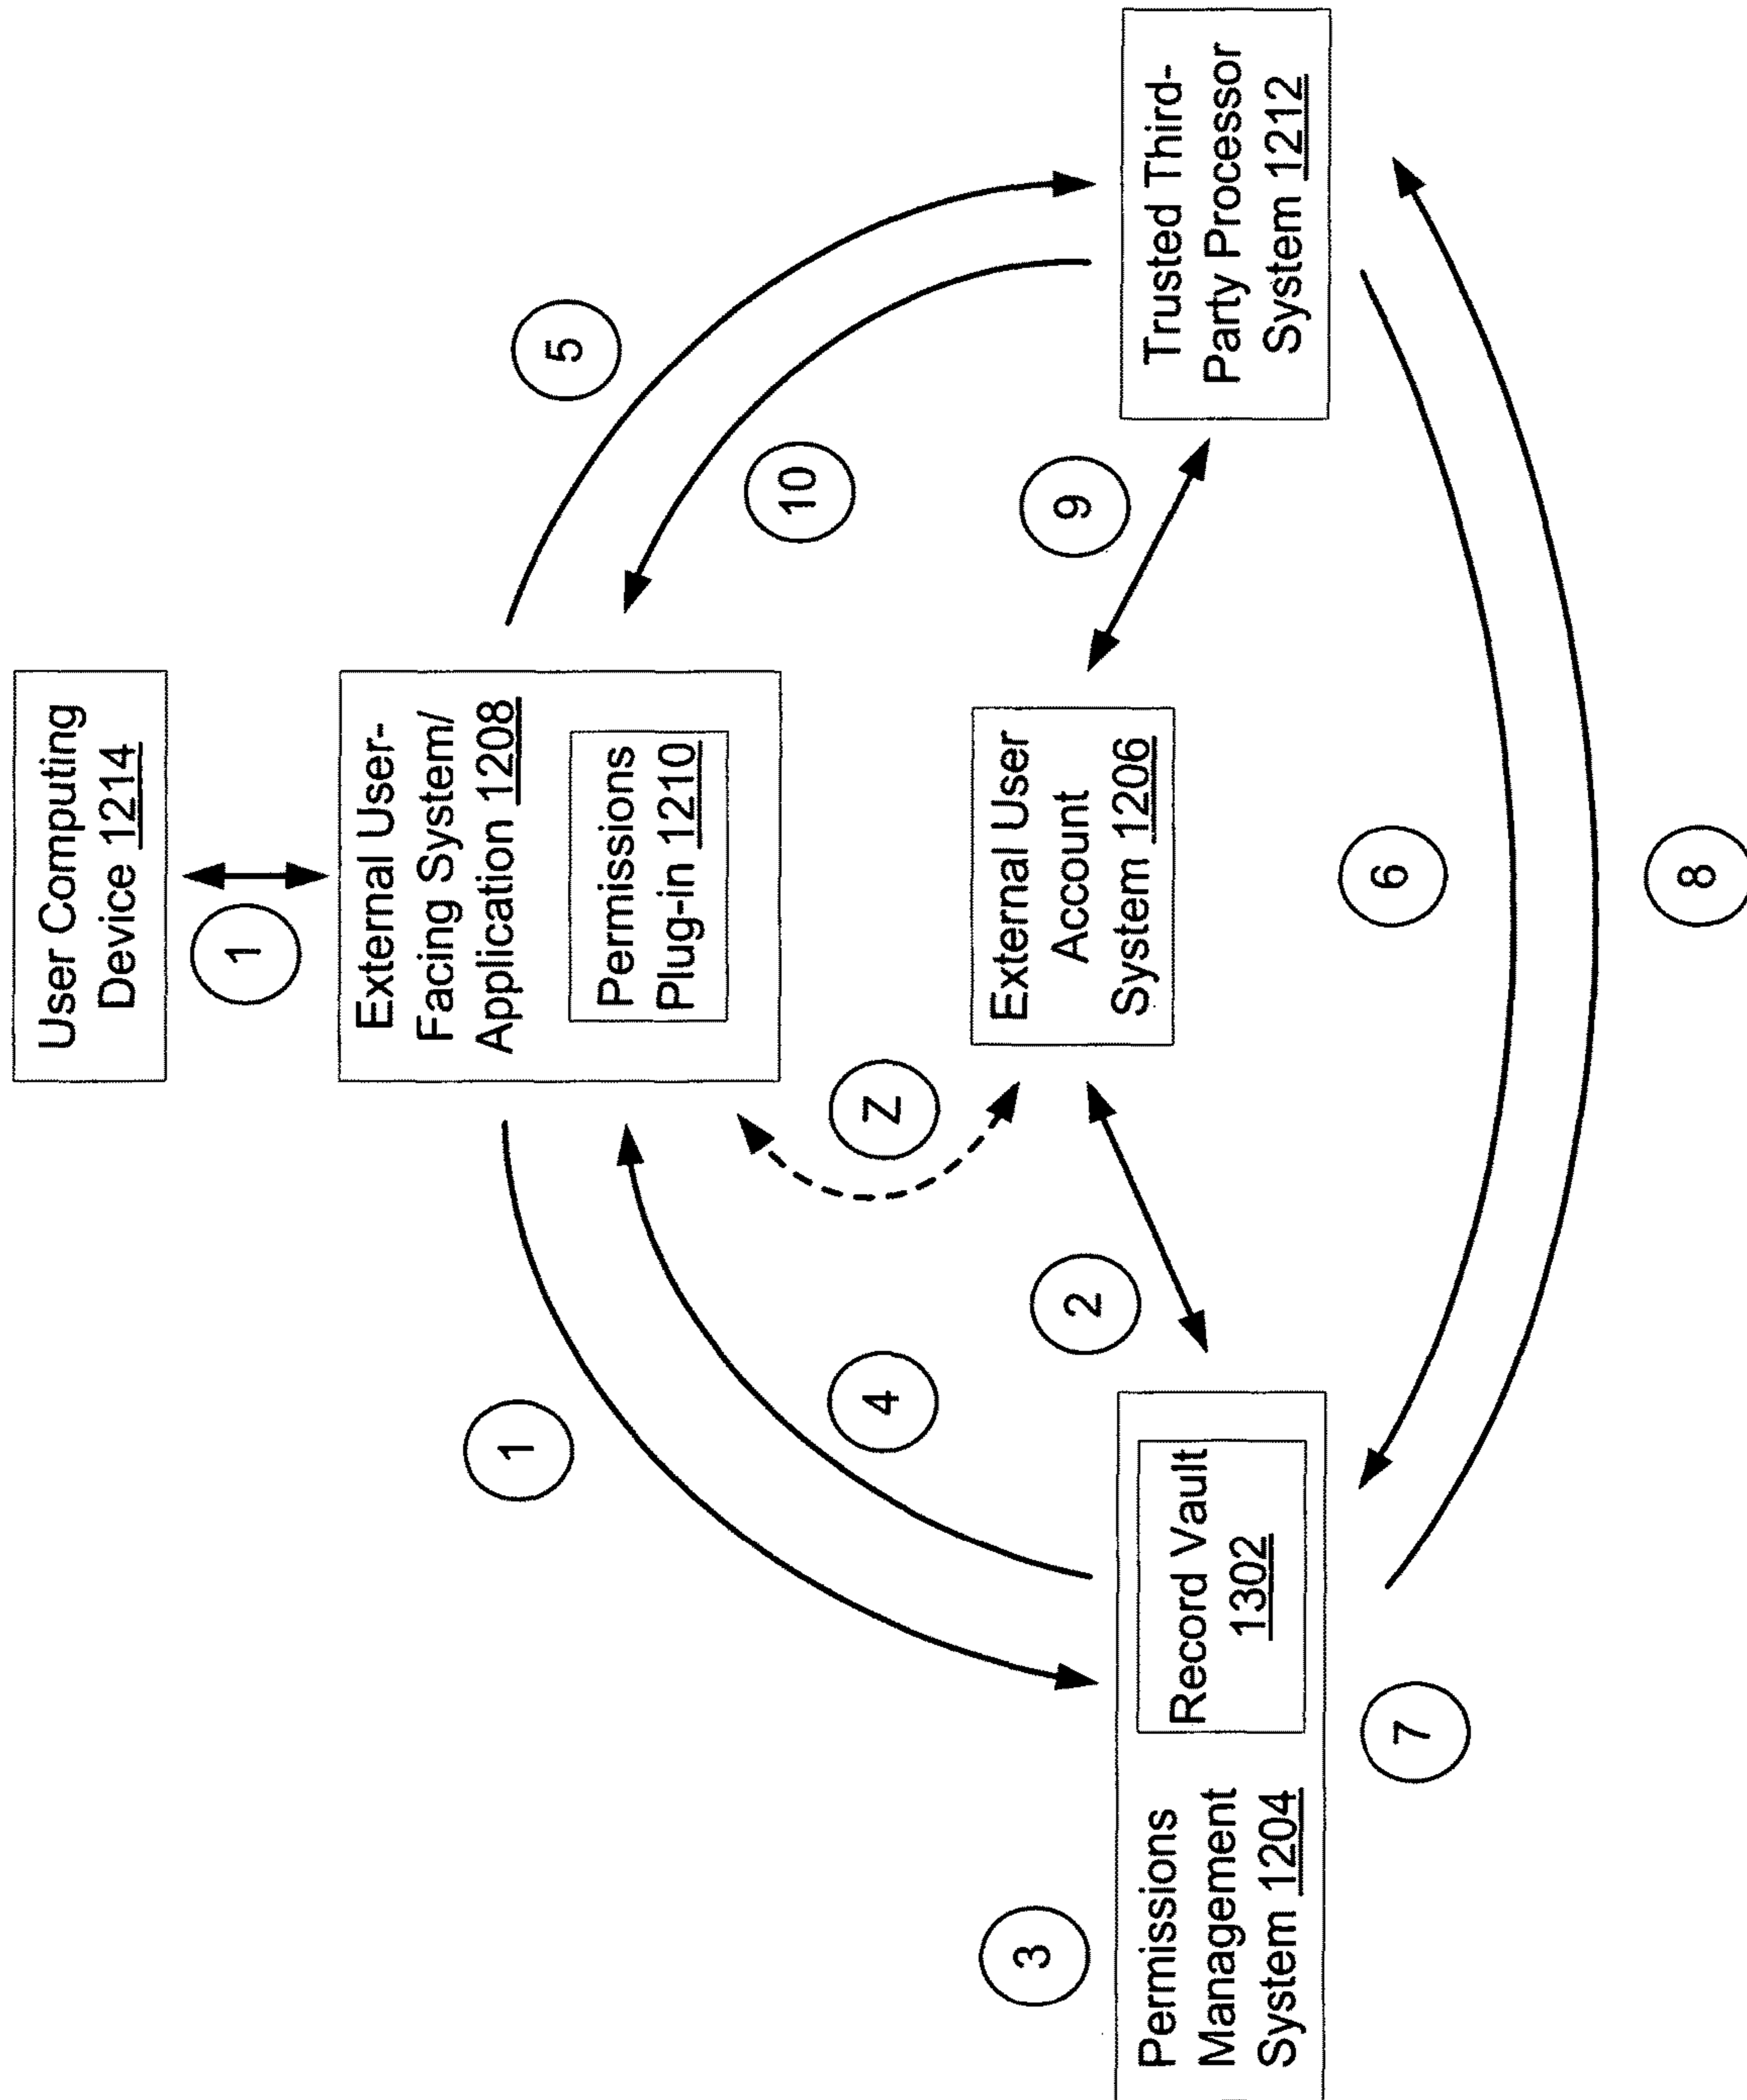 User Computing
Device 1214
1
External User-
Facing System/
Application 1208
Permissions
Plug-in 1210
1
5
4
10
Z
External User
Account
System 1206
2
9
3
Permissions
Management
System 1204
Record Vault
1302
Trusted Third-
Party Processor
System 1212
7
6
8